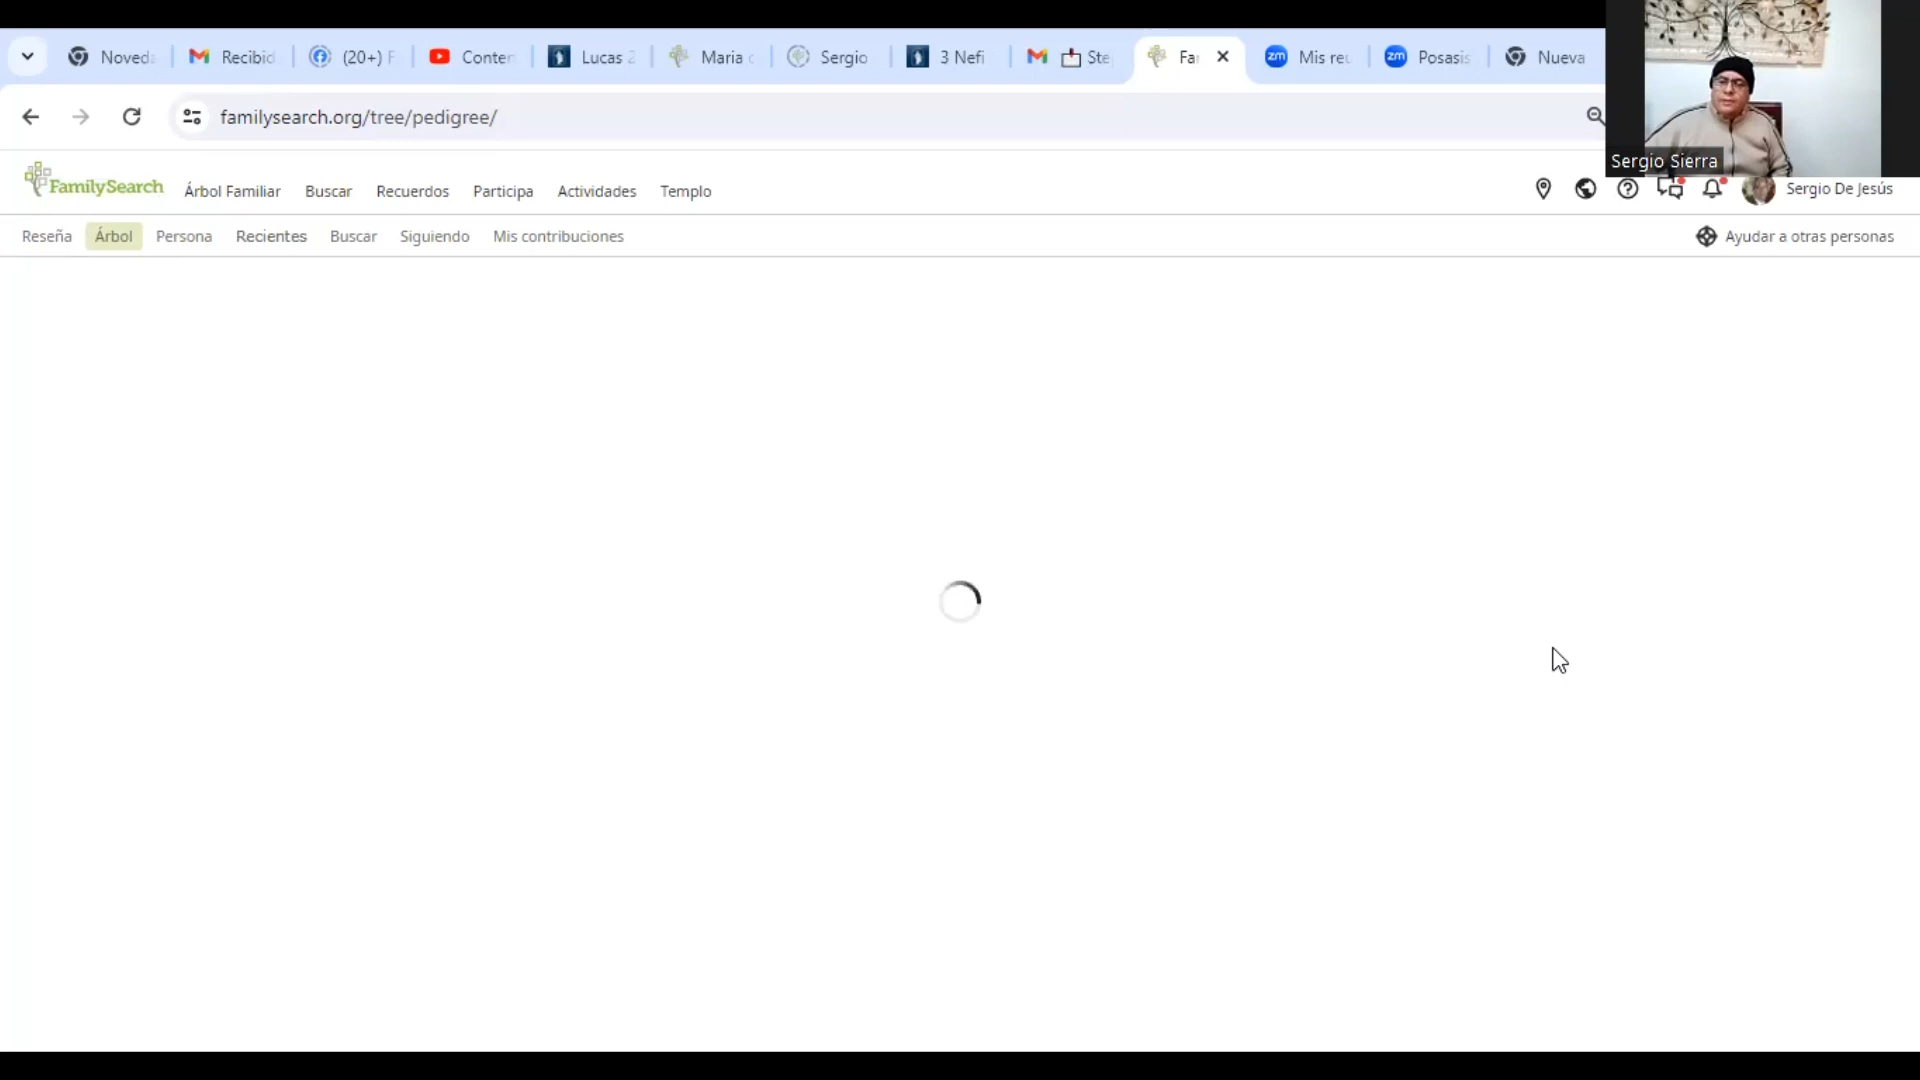 Noved
Recibid
(20+) F
Conten
Lucas 2
Maria
Sergio
3 Nefi
Ste
Fa
Mis re
Posasis
Nueva
familysearch.org/tree/pedigree/
Sergio Sierra
FamilySearch
Árbol Familiar
Buscar
Recuerdos
Participa
Actividades
Templo
Sergio De Jesús
Reseña
Árbol
Persona
Recientes
Buscar
Siguiendo
Mis contribuciones
Ayudar a otras personas